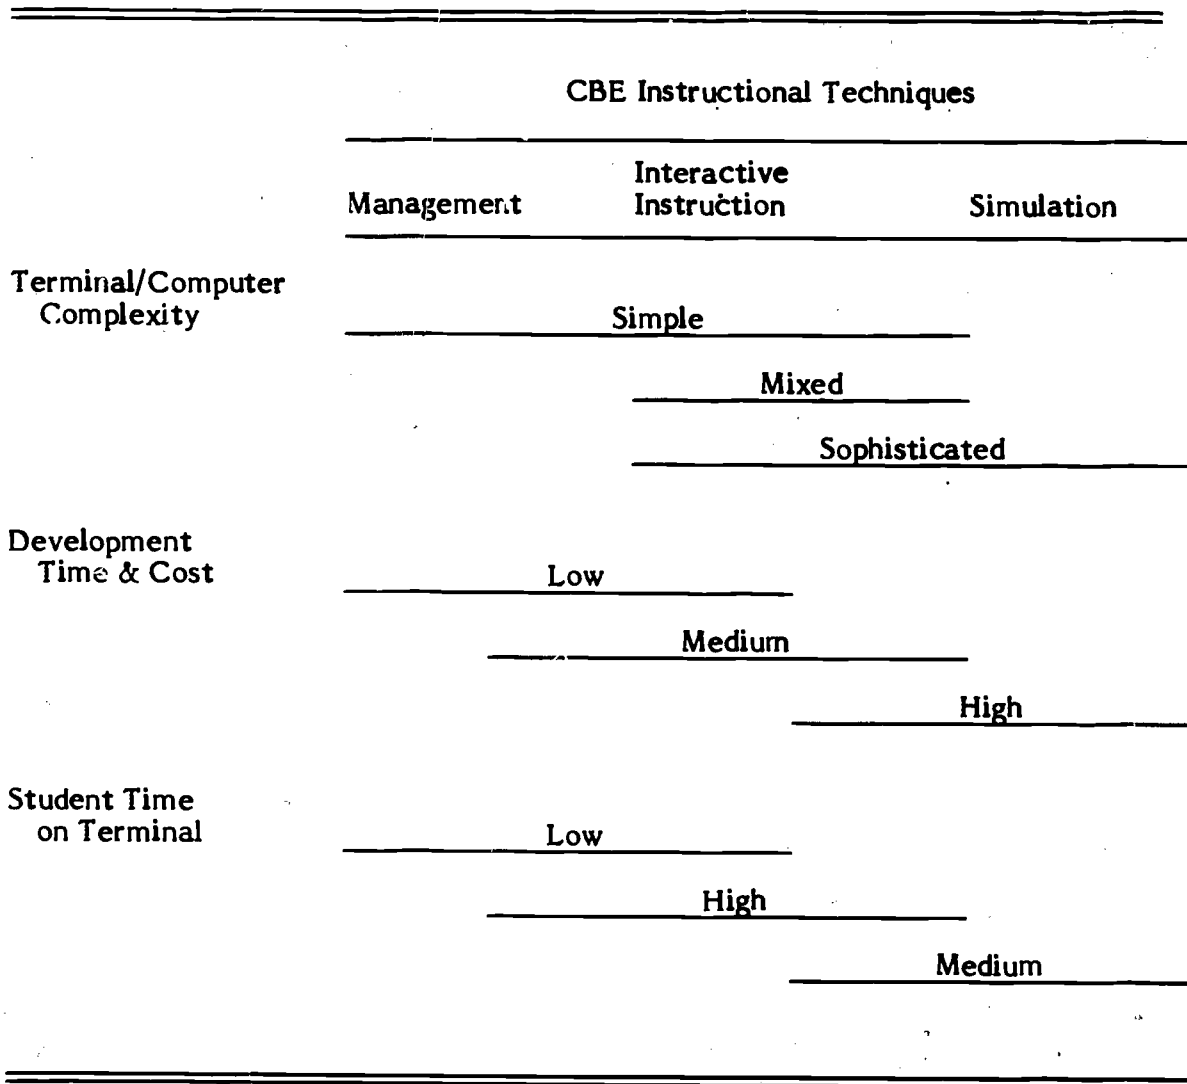 CBE Instructional Techniques
Management
Interactive
Instruction
Simulation
Terminal/Computer
Complexity
Simple
Mixed
Sophisticated
Development
Time & Cost
Low
Medium
High
Student Time
on Terminal
Low
High
Medium